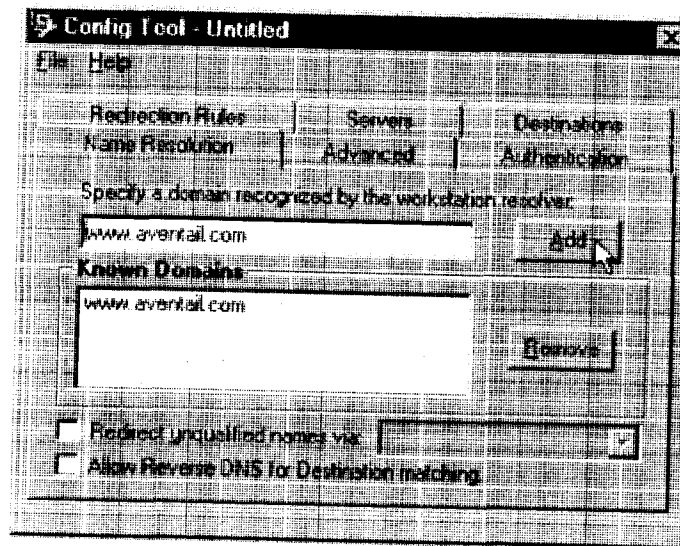 Config Tool - Untitled
File Help
Redirection Rules Servers Destinations
Name Resolution Advanced Authentication
Specify a domain recognized by the workstation resolver.
www.aventail.com Add
Known Domains
www.aventail.com
Remove
Redirect unqualified names via:
Allow Reverse DNS for Destination matching